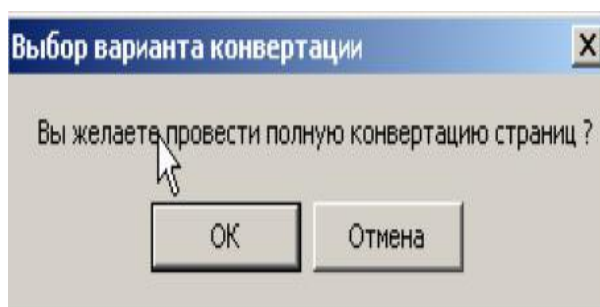 Выбор варианта конвертации
Вы желаете провести полную конвертацию страниц ?
OK
Отмена